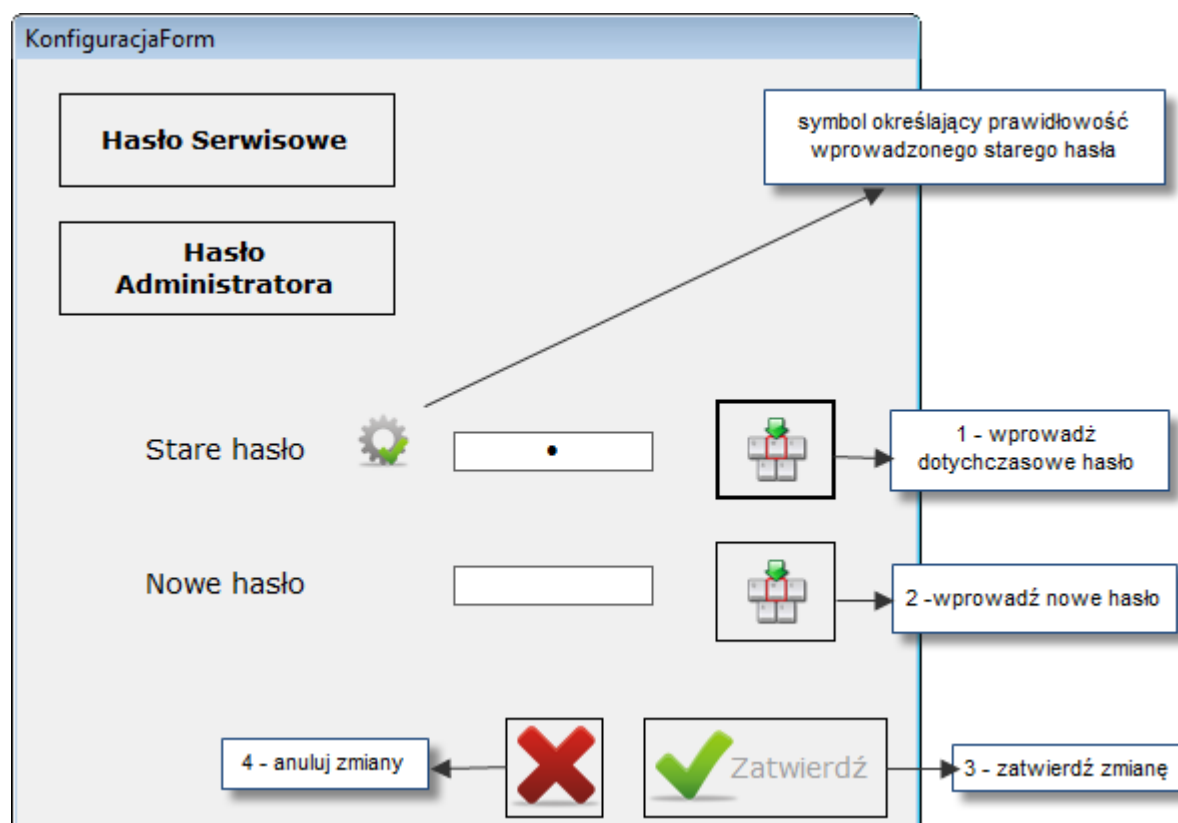 KonfiguracjaForm
Hasło Serwisowe
symbol określający prawidłowość
wprowadzonego starego hasła
Hasło
Administratora
Stare hasło
1 - wprowadź
dotychczasowe hasło
Nowe hasło
2 -wprowadź nowe hasło
4 - anuluj zmiany
Zatwierdź
3 - zatwierdź zmianę